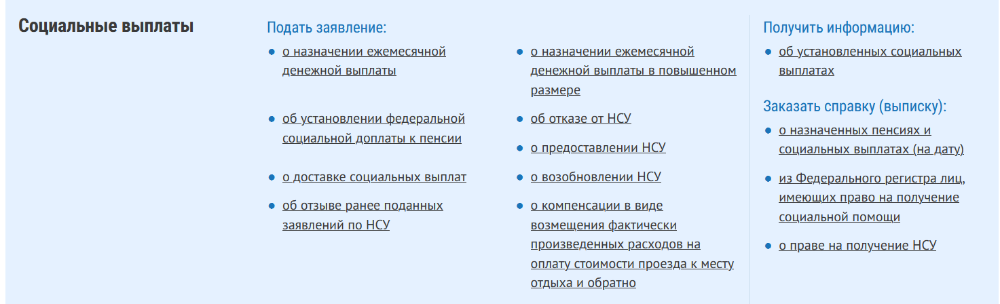 Социальные выплаты
Подать заявление:
о назначении ежемесячной
денежной выплаты
об установлении федеральной
социальной доплаты к пенсии
о доставке социальных выплат
об отзыве ранее поданных
заявлений по НСУ
о назначении ежемесячной
денежной выплаты в повышенном
размере
об отказе от НСУ
о предоставлении НСУ
о возобновлении НСУ
о компенсации в виде
возмещения фактически
произведенных расходов на
оплату стоимости проезда к месту
отдыха и обратно
Получить информацию:
об установленных социальных
выплатах
Заказать справку (выписку):
о назначенных пенсиях и
социальных выплатах (на дату)
из Федерального регистра лиц,
имеющих право на получение
социальной помощи
о праве на получение НСУ